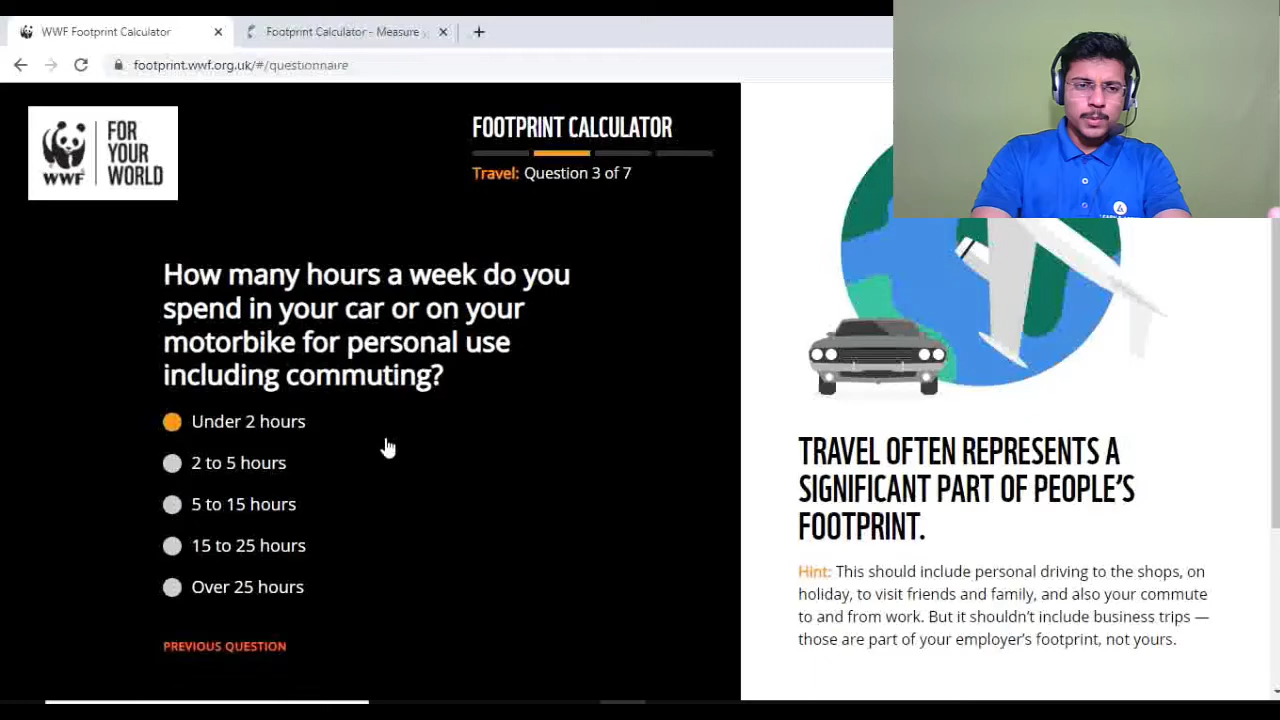 WWF Footprint Calculator
Footprint Calculator - Measure
footprint.wwf.org.uk/#/questionnaire
FOR
YOUR
WORLD
WWF
FOOTPRINT CALCULATOR
Travel: Question 3 of 7
How many hours a week do you
spend in your car or on your
motorbike for personal use
including commuting?
Under 2 hours
2 to 5 hours
5 to 15 hours
15 to 25 hours
Over 25 hours
PREVIOUS QUESTION
TRAVEL OFTEN REPRESENTS A
SIGNIFICANT PART OF PEOPLE'S
FOOTPRINT.
Hint: This should include personal driving to the shops, on
holiday, to visit friends and family, and also your commute
to and from work. But it shouldn't include business trips —
those are part of your employer's footprint, not yours.